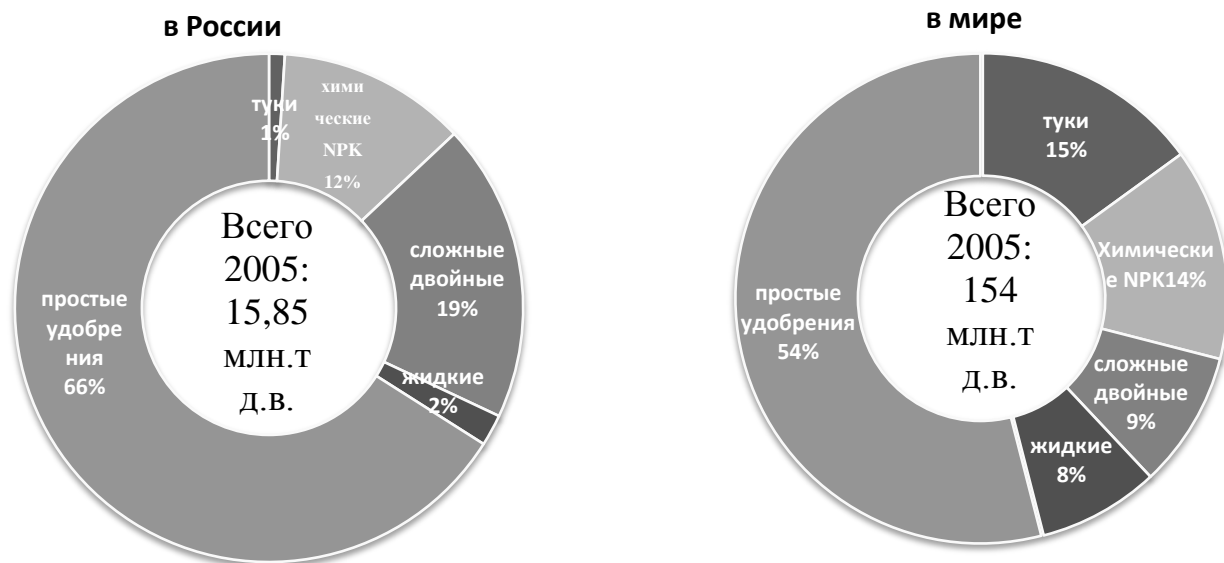 в России
туки
1%
хими
ческие
NPK
12%
сложные
двойные
19%
жидкие
2%
простые
удобре
ния
66%
Всего
2005:
15,85
млн.т
д.в.
в мире
туки
15%
Химически
е NPK14%
сложные
двойные
9%
жидкие
8%
простые
удобрения
54%
Всего
2005:
154
млн.т
д.в.